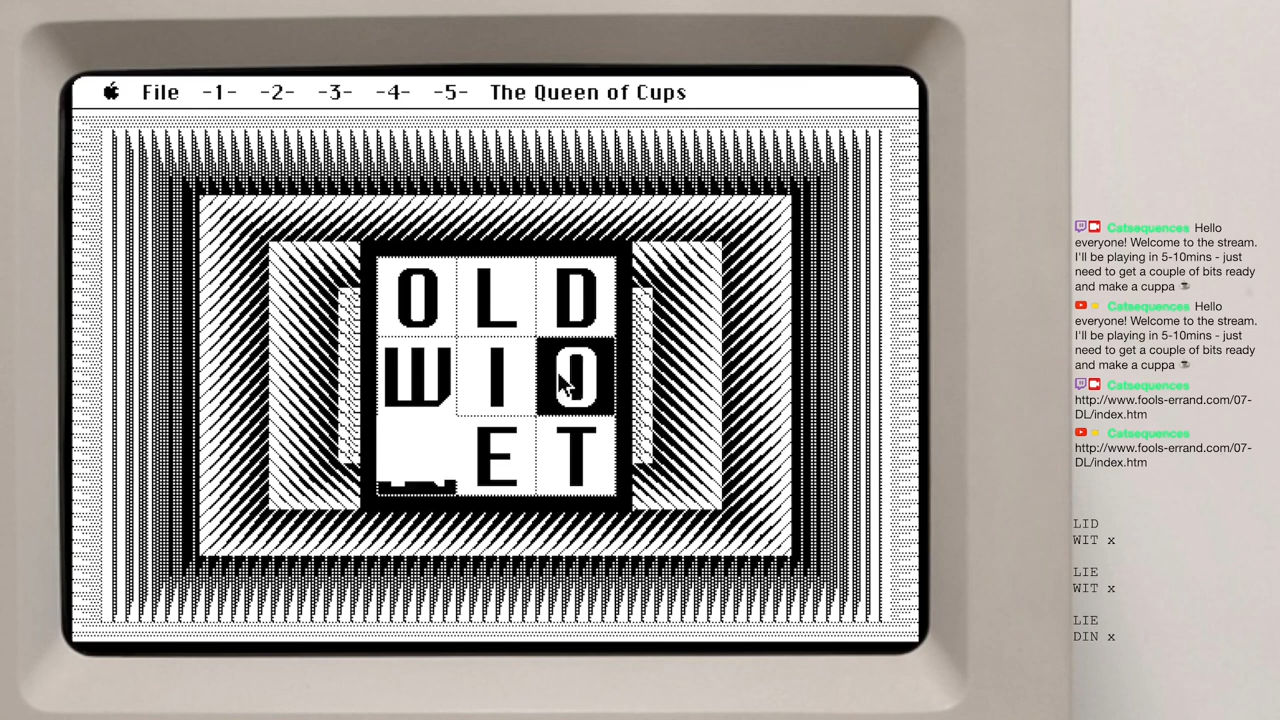 File -1- -2- -3- -4- -5- The Queen of Cups
O L D
W I O
E T
Catsequences Hello
everyone! Welcome to the stream.
I'll be playing in 5-10mins - just
need to get a couple of bits ready
and make a cuppa
Catsequences Hello
everyone! Welcome to the stream.
I'll be playing in 5-10mins - just
need to get a couple of bits ready
and make a cuppa
Catsequences
http://www.fools-errand.com/07-
DL/index.htm
Catsequences
http://www.fools-errand.com/07-
DL/index.htm
LID
WIT x
LIE
WIT x
LIE
DIN x